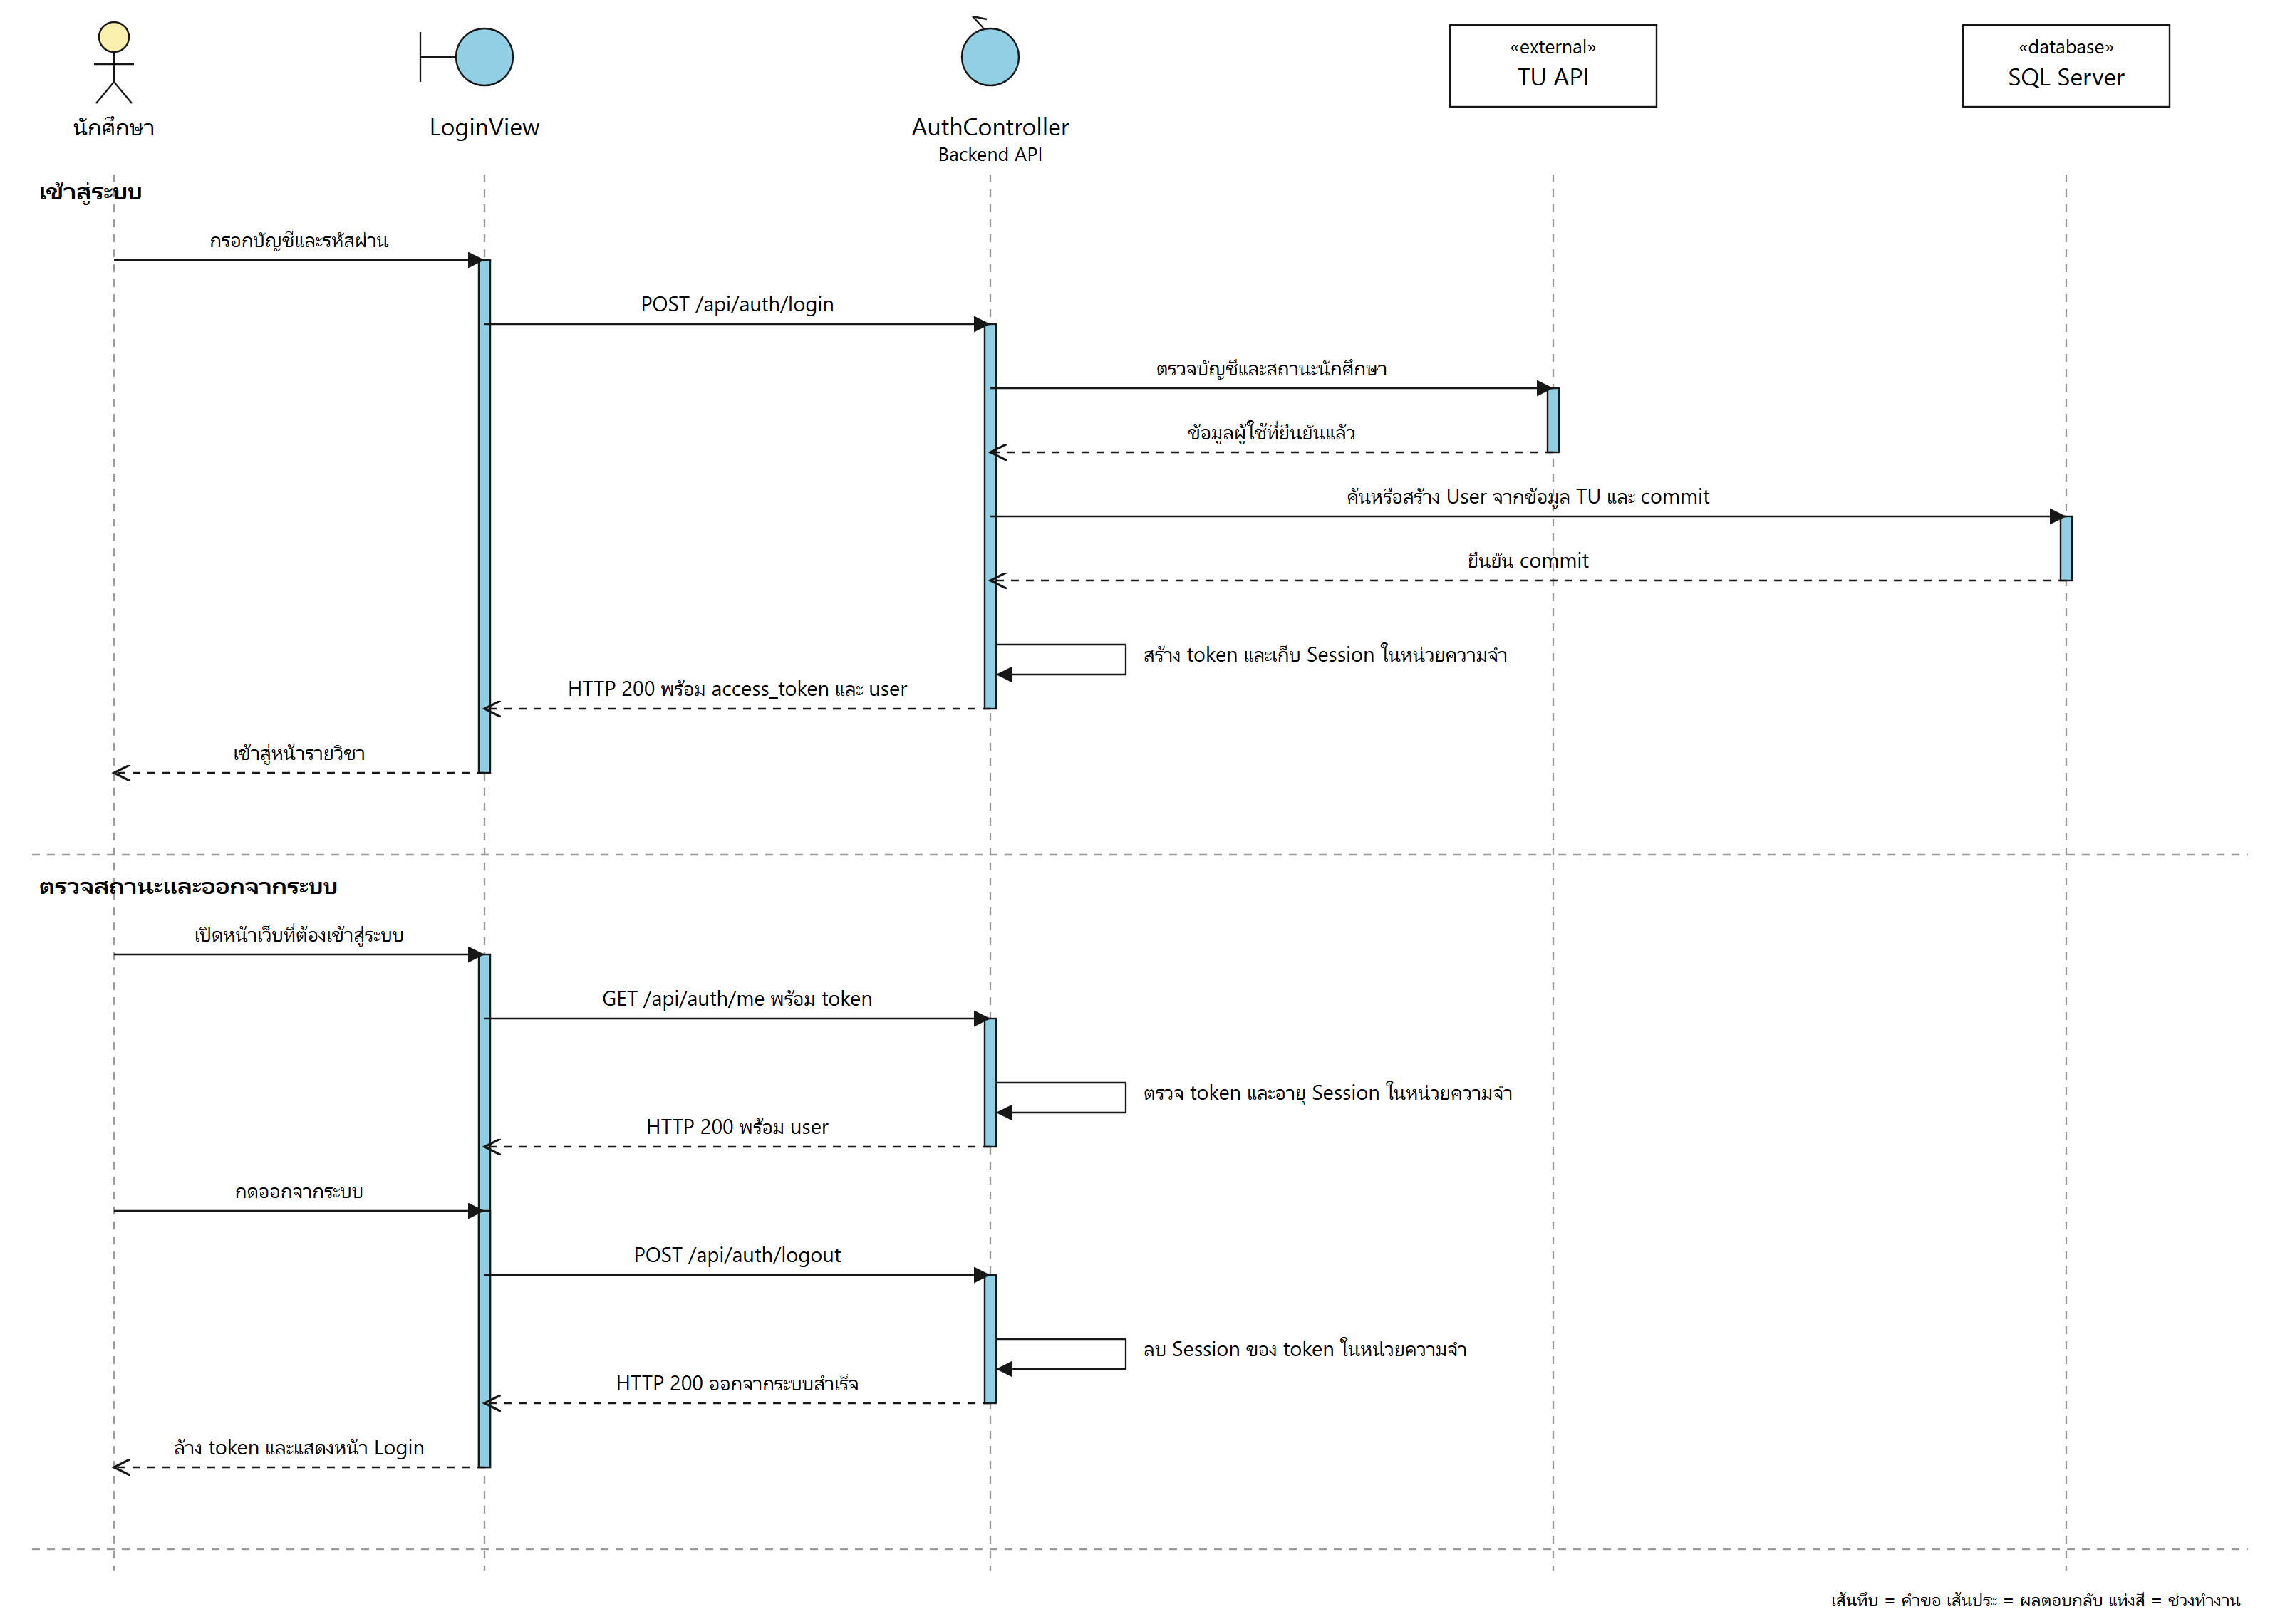 «external»
«database»
TU API
SQL Server
นักศึกษา
LoginView
AuthController
Backend API
เข้าสู่ระบบ
กรอกบัญชีและรหัสผ่าน
POST /api/auth/login
ตรวจบัญชีและสถานะนักศึกษา
ข้อมูลผู้ใช้ที่ยืนยันแล้ว
ค้นหรือสร้าง User จากข้อมูล TU และ commit
ยืนยัน commit
สร้าง token และเก็บ Session ในหน่วยความจำ
HTTP 200 พร้อม access_token และ user
เข้าสู่หน้ารายวิชา
ตรวจสถานะและออกจากระบบ
เปิดหน้าเว็บที่ต้องเข้าสู่ระบบ
GET /api/auth/me พร้อม token
ตรวจ token และอายุ Session ในหน่วยความจำ
HTTP 200 พร้อม user
กดออกจากระบบ
POST /api/auth/logout
ลบ Session ของ token ในหน่วยความจำ
HTTP 200 ออกจากระบบสำเร็จ
ล้าง token และแสดงหน้า Login
เส้นทึบ = คำขอ เส้นประ = ผลตอบกลับ แท่งสี = ช่วงทำงาน